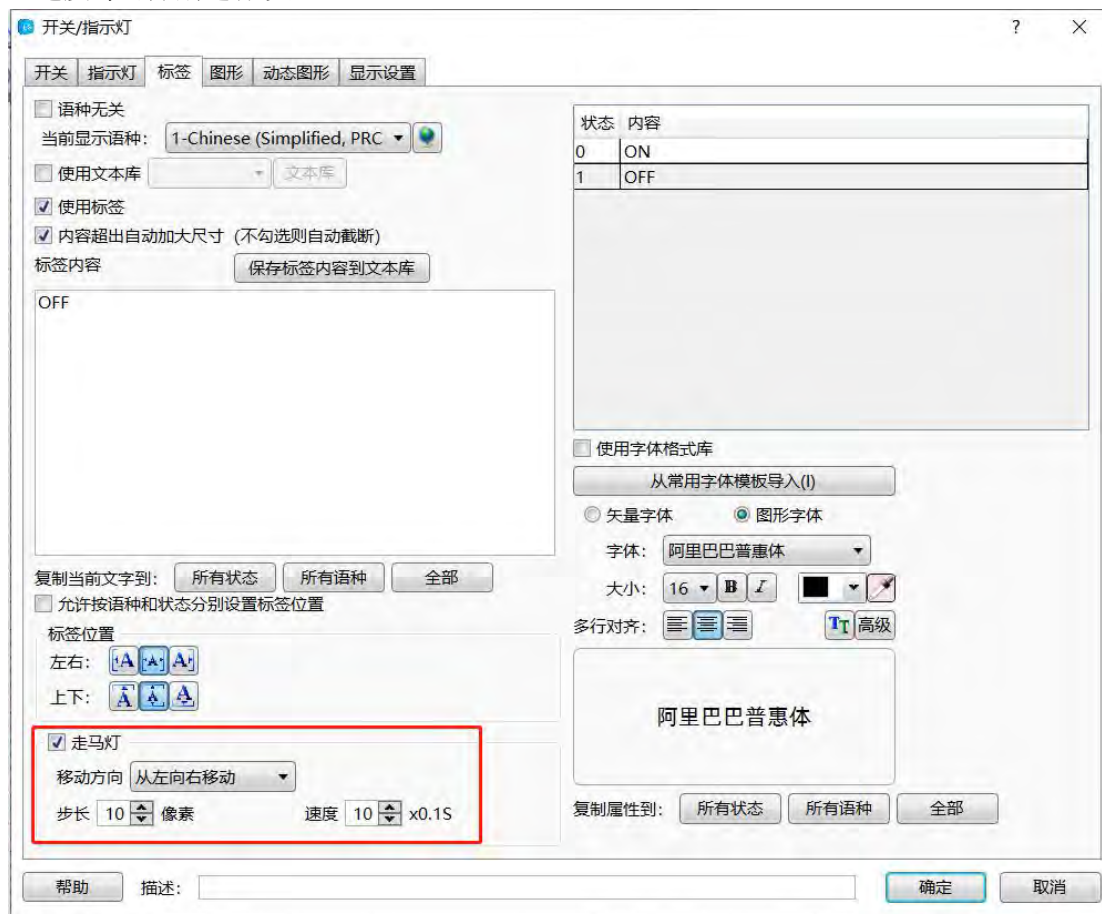 开关/指示灯 ? ×
开关 指示灯 标签 图形 动态图形 显示设置
语种无关
当前显示语种: 1-Chinese (Simplified, PRC
使用文本库 文本库
使用标签
内容超出自动加大尺寸 (不勾选则自动截断)
标签内容 保存标签内容到文本库
OFF
复制当前文字到: 所有状态 所有语种 全部
允许按语种和状态分别设置标签位置
标签位置
左右: A A A
上下: A A A
走马灯
移动方向 从左向右移动
步长 10 像素 速度 10 x0.1S
状态 内容
0 ON
1 OFF
使用字体格式库
从常用字体模板导入(I)
矢量字体 图形字体
字体: 阿里巴巴普惠体
大小: 16 B I
多行对齐: TT 高级
阿里巴巴普惠体
复制属性到: 所有状态 所有语种 全部
帮助 描述: 确定 取消